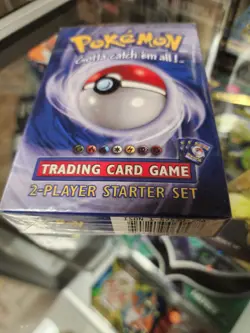 POKéMON
Gotta catch 'em all!
TRADING CARD GAME
2-PLAYER STARTER SET